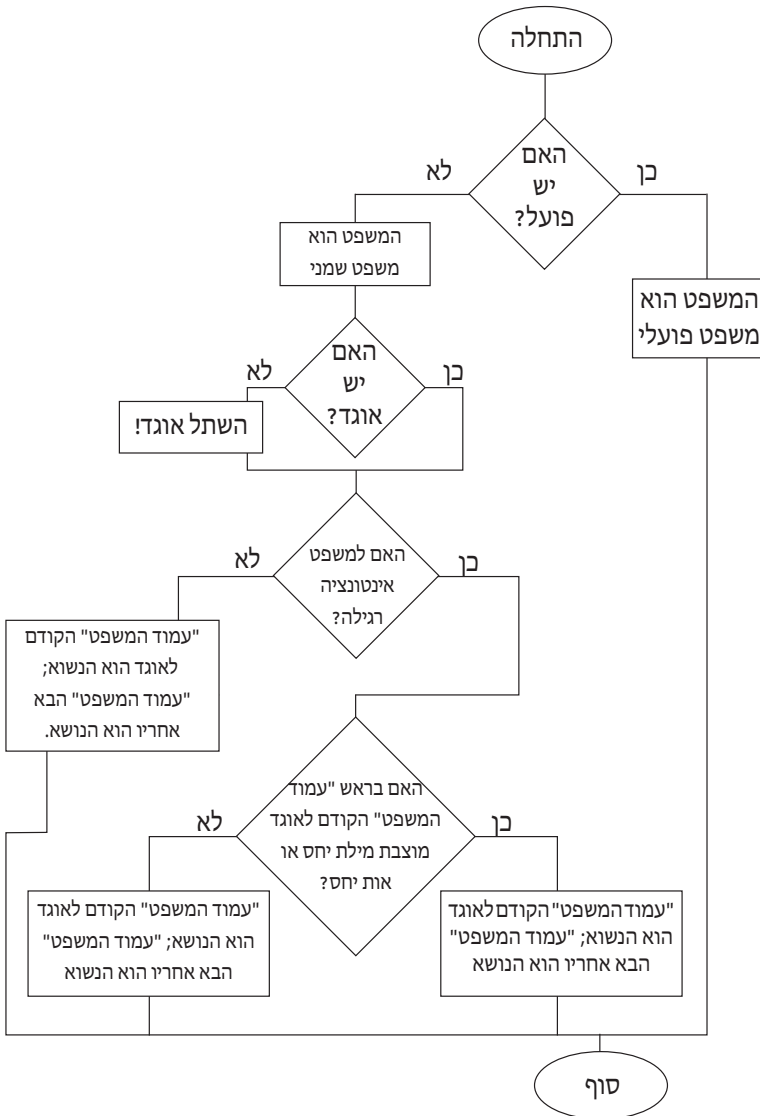 התחלה
האם
יש
פועל?
כן
לא
המשפט הוא
משפט פועלי
המשפט הוא
משפט שמני
האם
יש
אוגד?
כן
לא
השתל אוגד!
האם למשפט
אינטונציה
רגילה?
כן
לא
"עמוד המשפט" הקודם
לאוגד הוא הנשוא;
"עמוד המשפט" הבא
אחריו הוא הנושא.
האם בראש "עמוד
המשפט" הקודם לאוגד
מוצבת מילת יחס או
אות יחס?
כן
לא
"עמוד המשפט" הקודם לאוגד
הוא הנשוא; "עמוד המשפט"
הבא אחריו הוא הנושא
"עמוד המשפט" הקודם לאוגד
הוא הנושא; "עמוד המשפט"
הבא אחריו הוא הנשוא
סוף